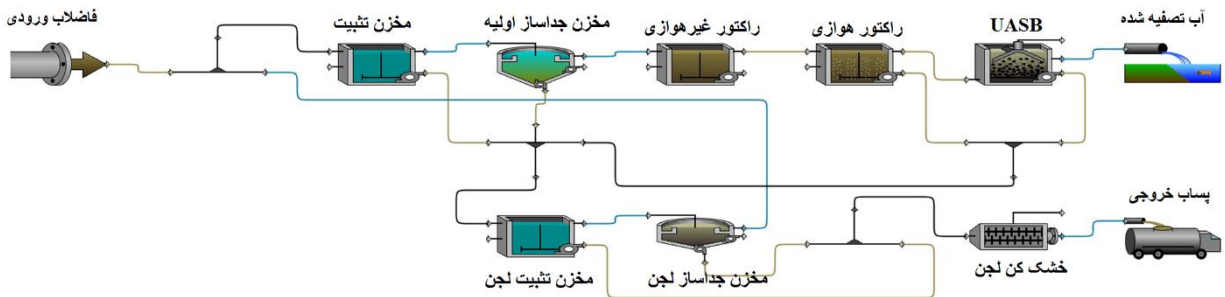 فاضلاب ورودی
مخزن تثبیت
مخزن جداساز اولیه
راکتور غیرهوازی
راکتور هوازی
UASB
آب تصفیه شده
مخزن تثبیت لجن
مخزن جداساز لجن
خشک کن لجن
پساب خروجی